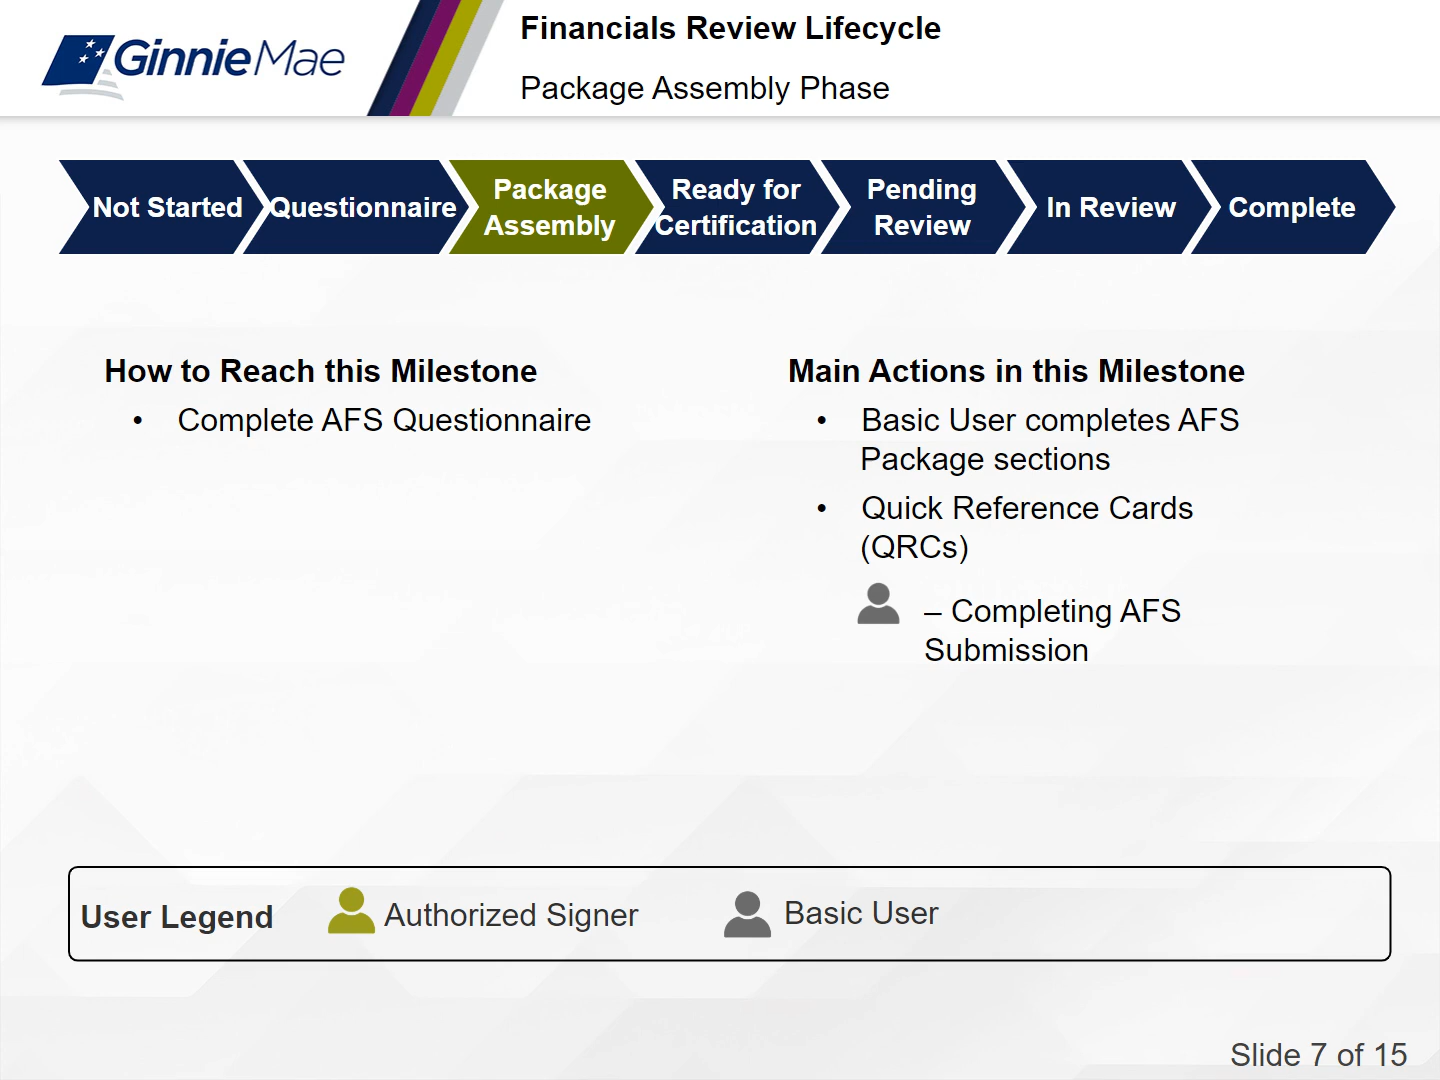 GinnieMae
Financials Review Lifecycle
Package Assembly Phase
Not Started
Questionnaire
Package
Assembly
Ready for
Certification
Pending
Review
In Review
Complete
How to Reach this Milestone
• Complete AFS Questionnaire
Main Actions in this Milestone
• Basic User completes AFS
Package sections
• Quick Reference Cards
(QRCs)
– Completing AFS
Submission
User Legend
Authorized Signer
Basic User
Slide 7 of 15